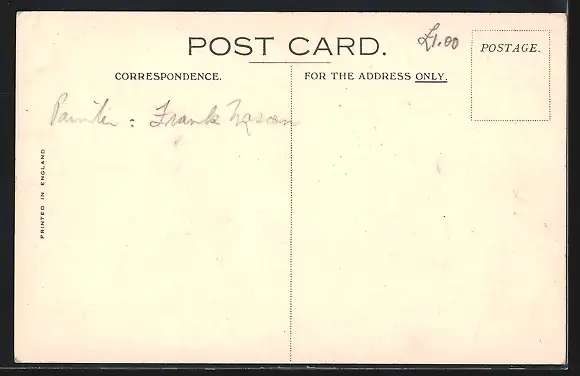 POST CARD.
£1.00
POSTAGE.
CORRESPONDENCE.
FOR THE ADDRESS ONLY.
Painter : Frank Mason
PRINTED IN ENGLAND